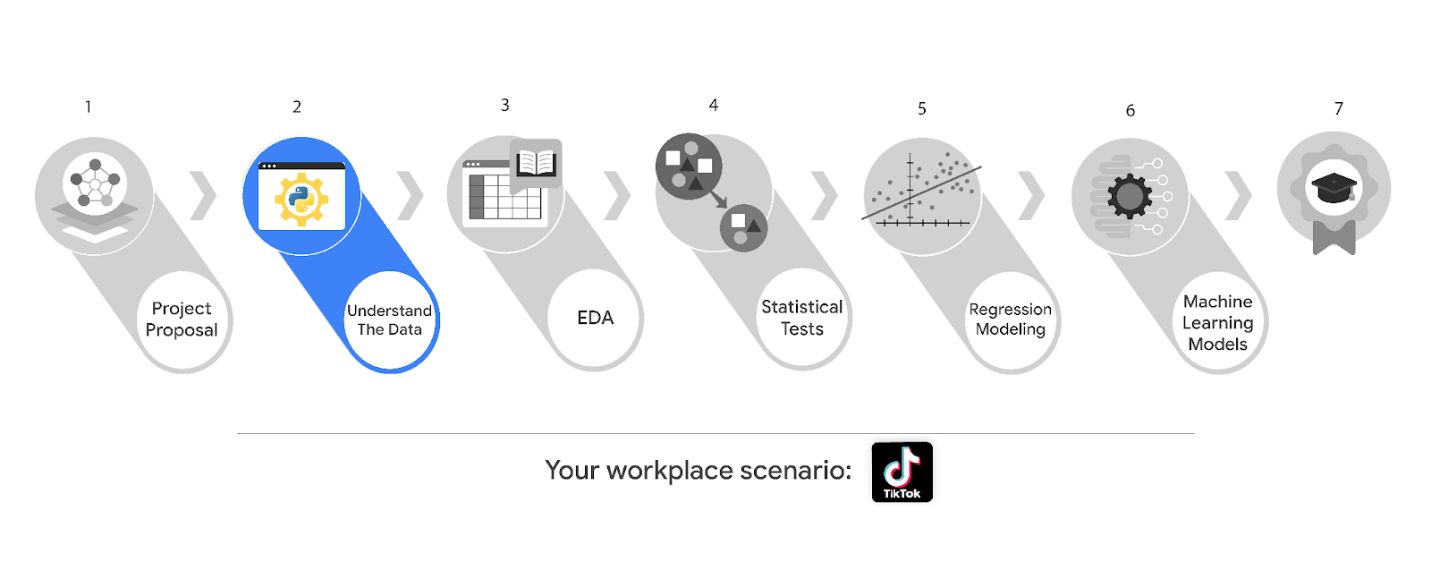 1
2
3
4
5
6
7
Project
Proposal
Understand
The Data
EDA
Statistical
Tests
Regression
Modeling
Machine
Learning
Models
Your workplace scenario:
TikTok